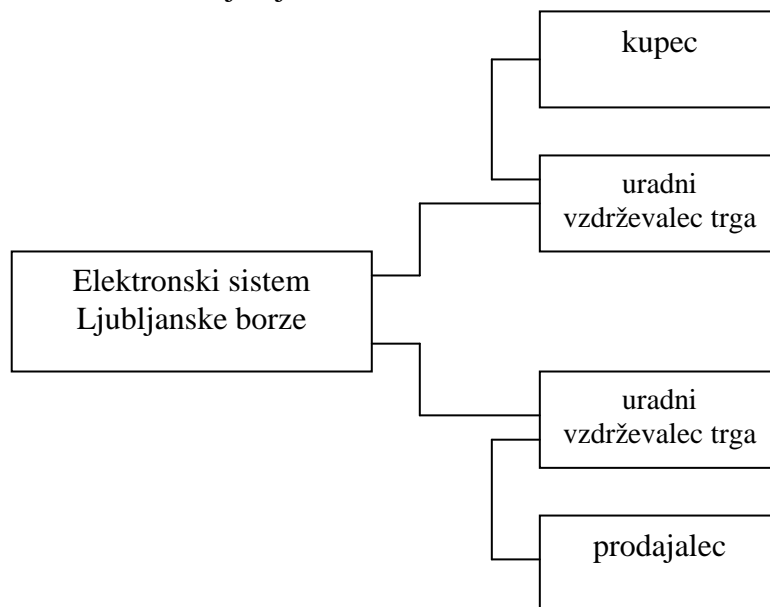 kupec
uradni
vzdrževalec trga
Elektronski sistem
Ljubljanske borze
uradni
vzdrževalec trga
prodajalec